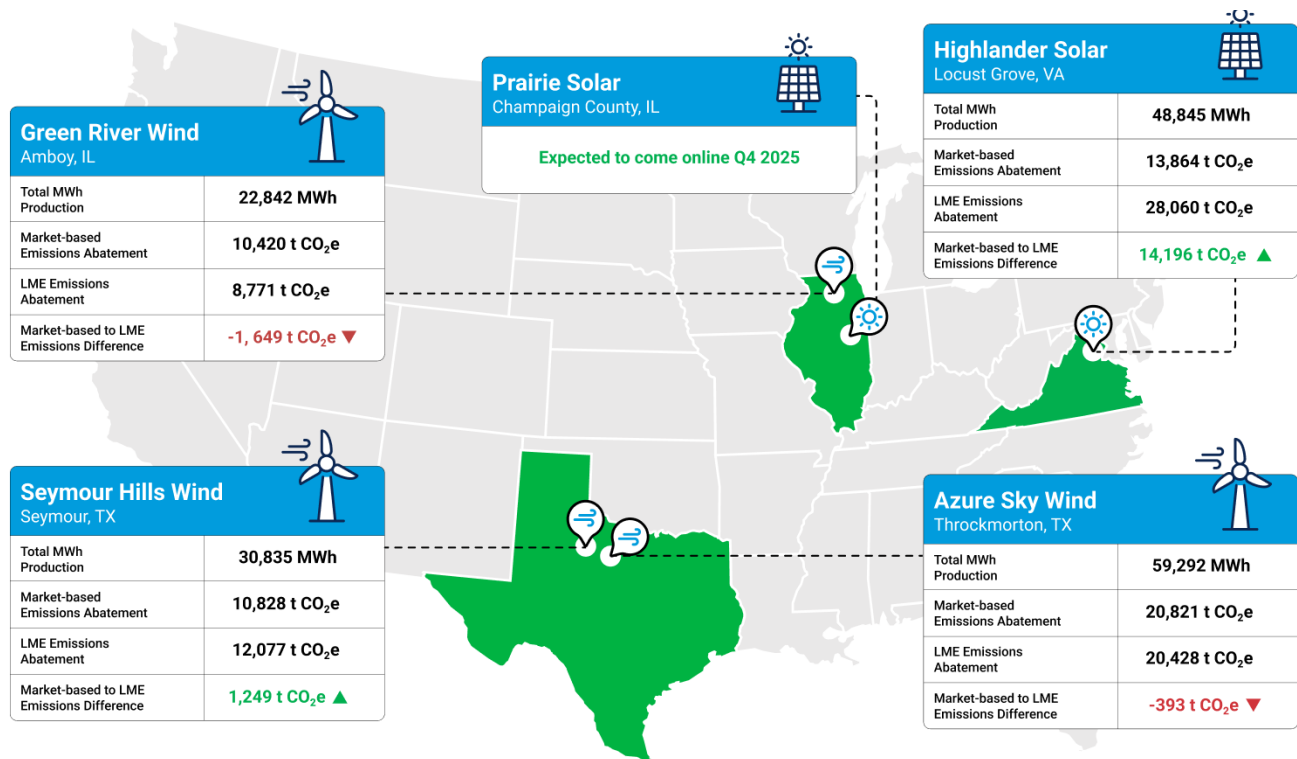 Green River Wind
Amboy, IL
Total MWh
Production
22,842 MWh
Market-based
Emissions Abatement
10,420 t CO₂e
LME Emissions
Abatement
8,771 t CO₂e
Market-based to LME
Emissions Difference
-1, 649 t CO₂e ▼
Prairie Solar
Champaign County, IL
Expected to come online Q4 2025
Highlander Solar
Locust Grove, VA
Total MWh
Production
48,845 MWh
Market-based
Emissions Abatement
13,864 t CO₂e
LME Emissions
Abatement
28,060 t CO₂e
Market-based to LME
Emissions Difference
14,196 t CO₂e ▲
Seymour Hills Wind
Seymour, TX
Total MWh
Production
30,835 MWh
Market-based
Emissions Abatement
10,828 t CO₂e
LME Emissions
Abatement
12,077 t CO₂e
Market-based to LME
Emissions Difference
1,249 t CO₂e ▲
Azure Sky Wind
Throckmorton, TX
Total MWh
Production
59,292 MWh
Market-based
Emissions Abatement
20,821 t CO₂e
LME Emissions
Abatement
20,428 t CO₂e
Market-based to LME
Emissions Difference
-393 t CO₂e ▼